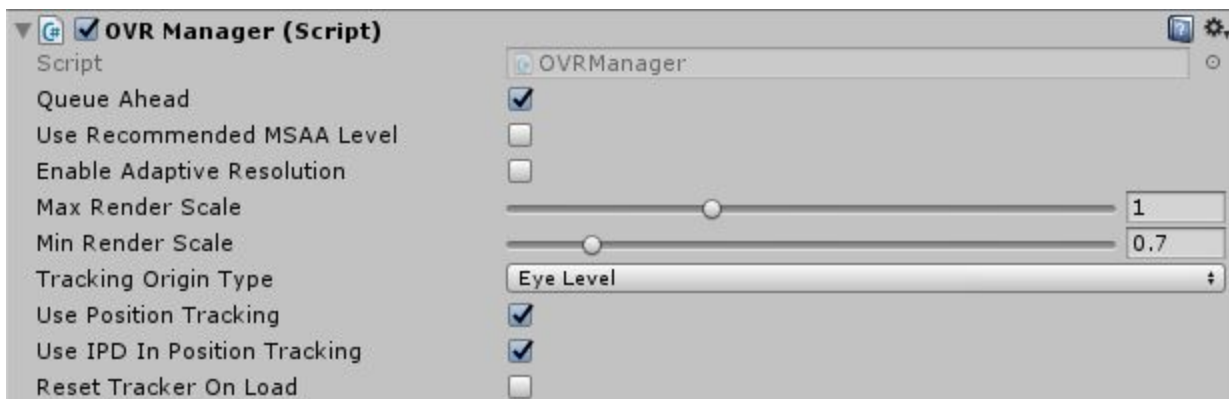 OVR Manager (Script)
Script OVRManager
Queue Ahead
Use Recommended MSAA Level
Enable Adaptive Resolution
Max Render Scale 1
Min Render Scale 0.7
Tracking Origin Type Eye Level
Use Position Tracking
Use IPD In Position Tracking
Reset Tracker On Load